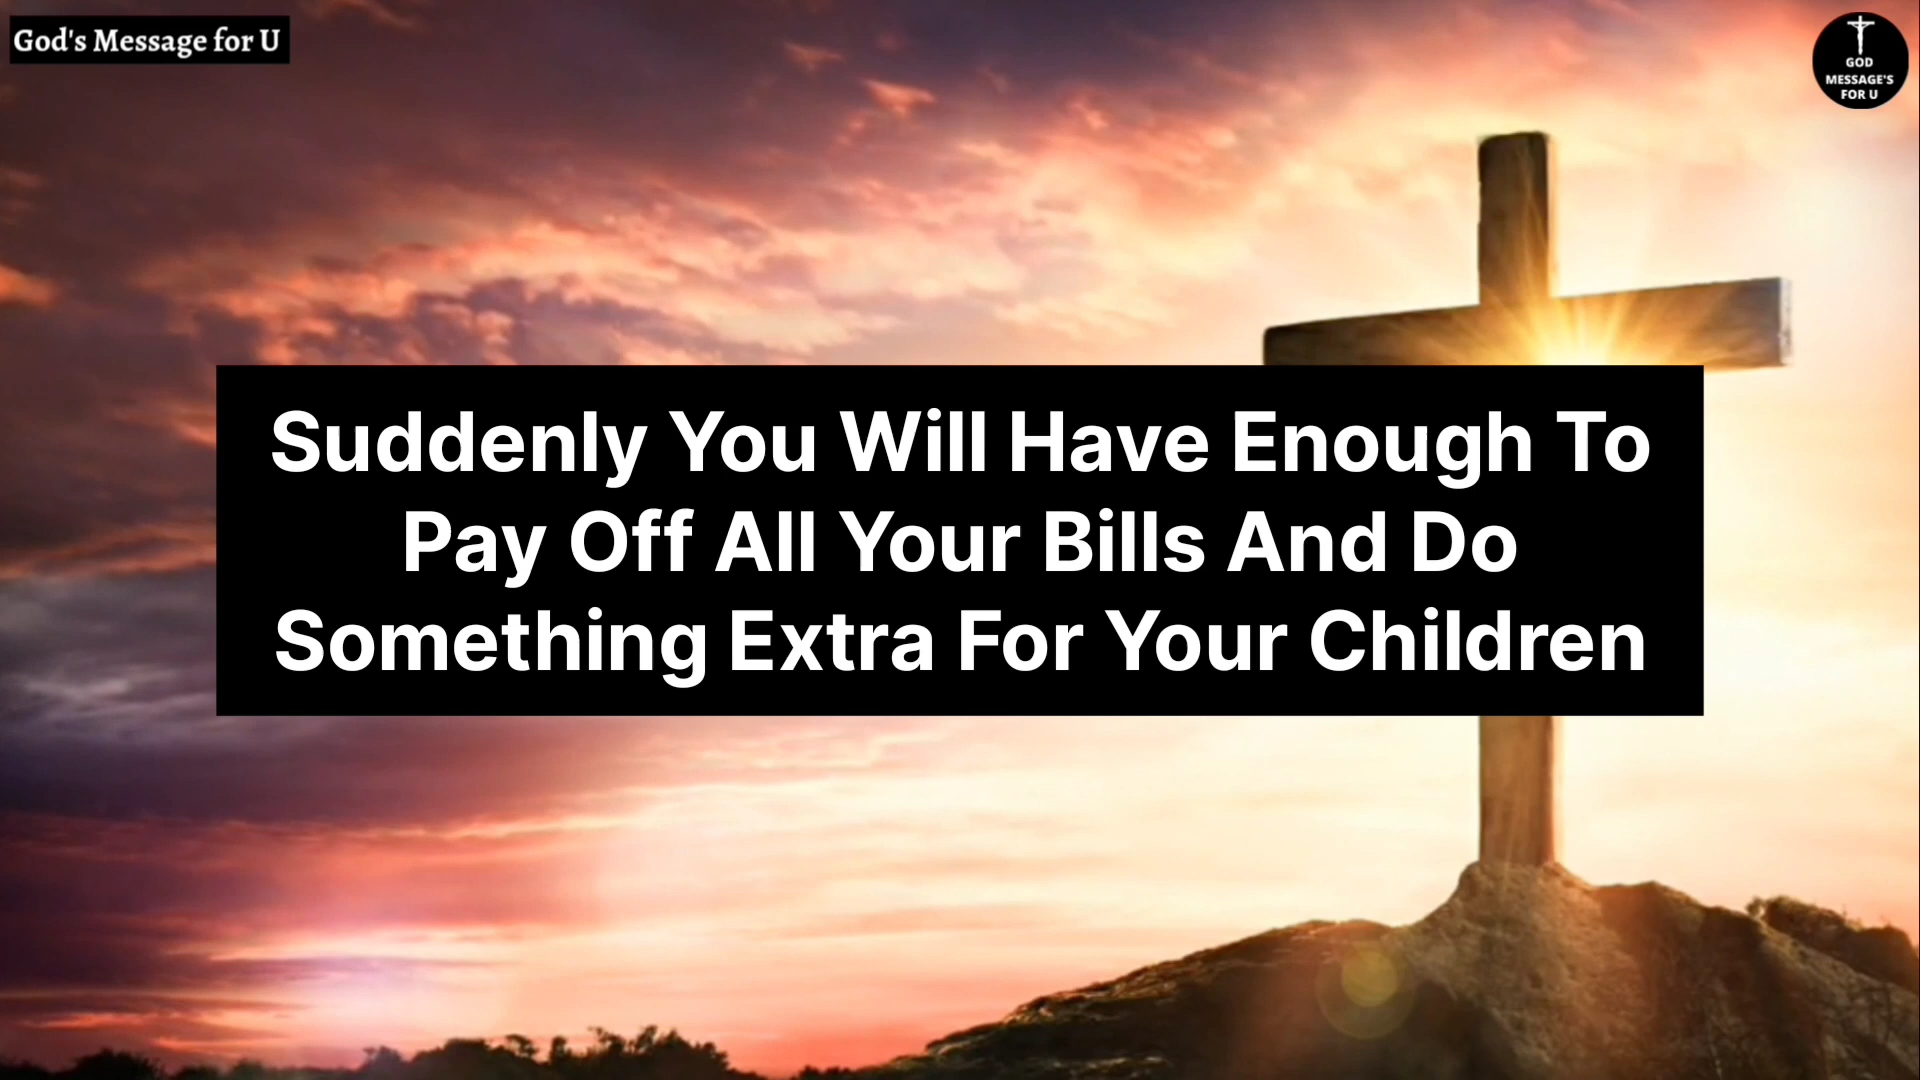 God's Message for U
GOD
MESSAGE'S
FOR U
Suddenly You Will Have Enough To
Pay Off All Your Bills And Do
Something Extra For Your Children